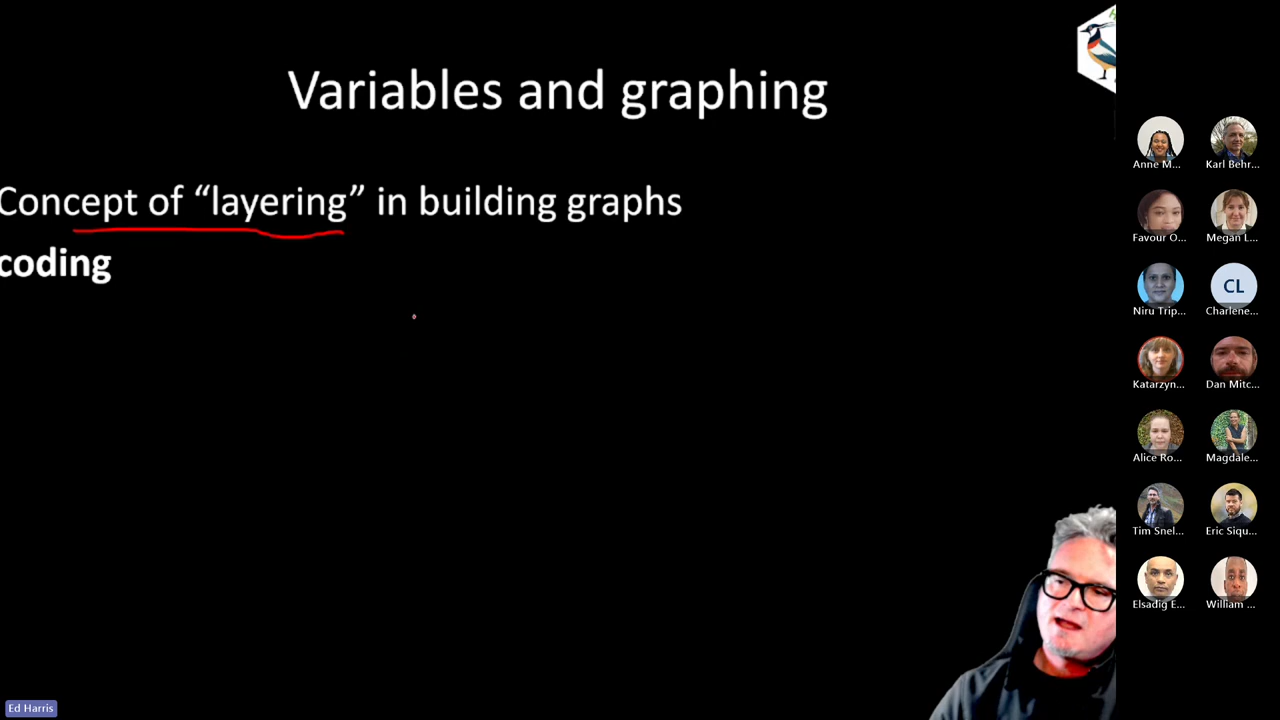 Variables and graphing
Concept of “layering” in building graphs
coding
Anne M...
Karl Behr...
Favour O...
Megan L...
Niru Trip...
CL
Charlene...
Katarzyn...
Dan Mitc...
Alice Ro...
Magdale...
Tim Snel...
Eric Siqu...
Elsadig E...
William ...
Ed Harris